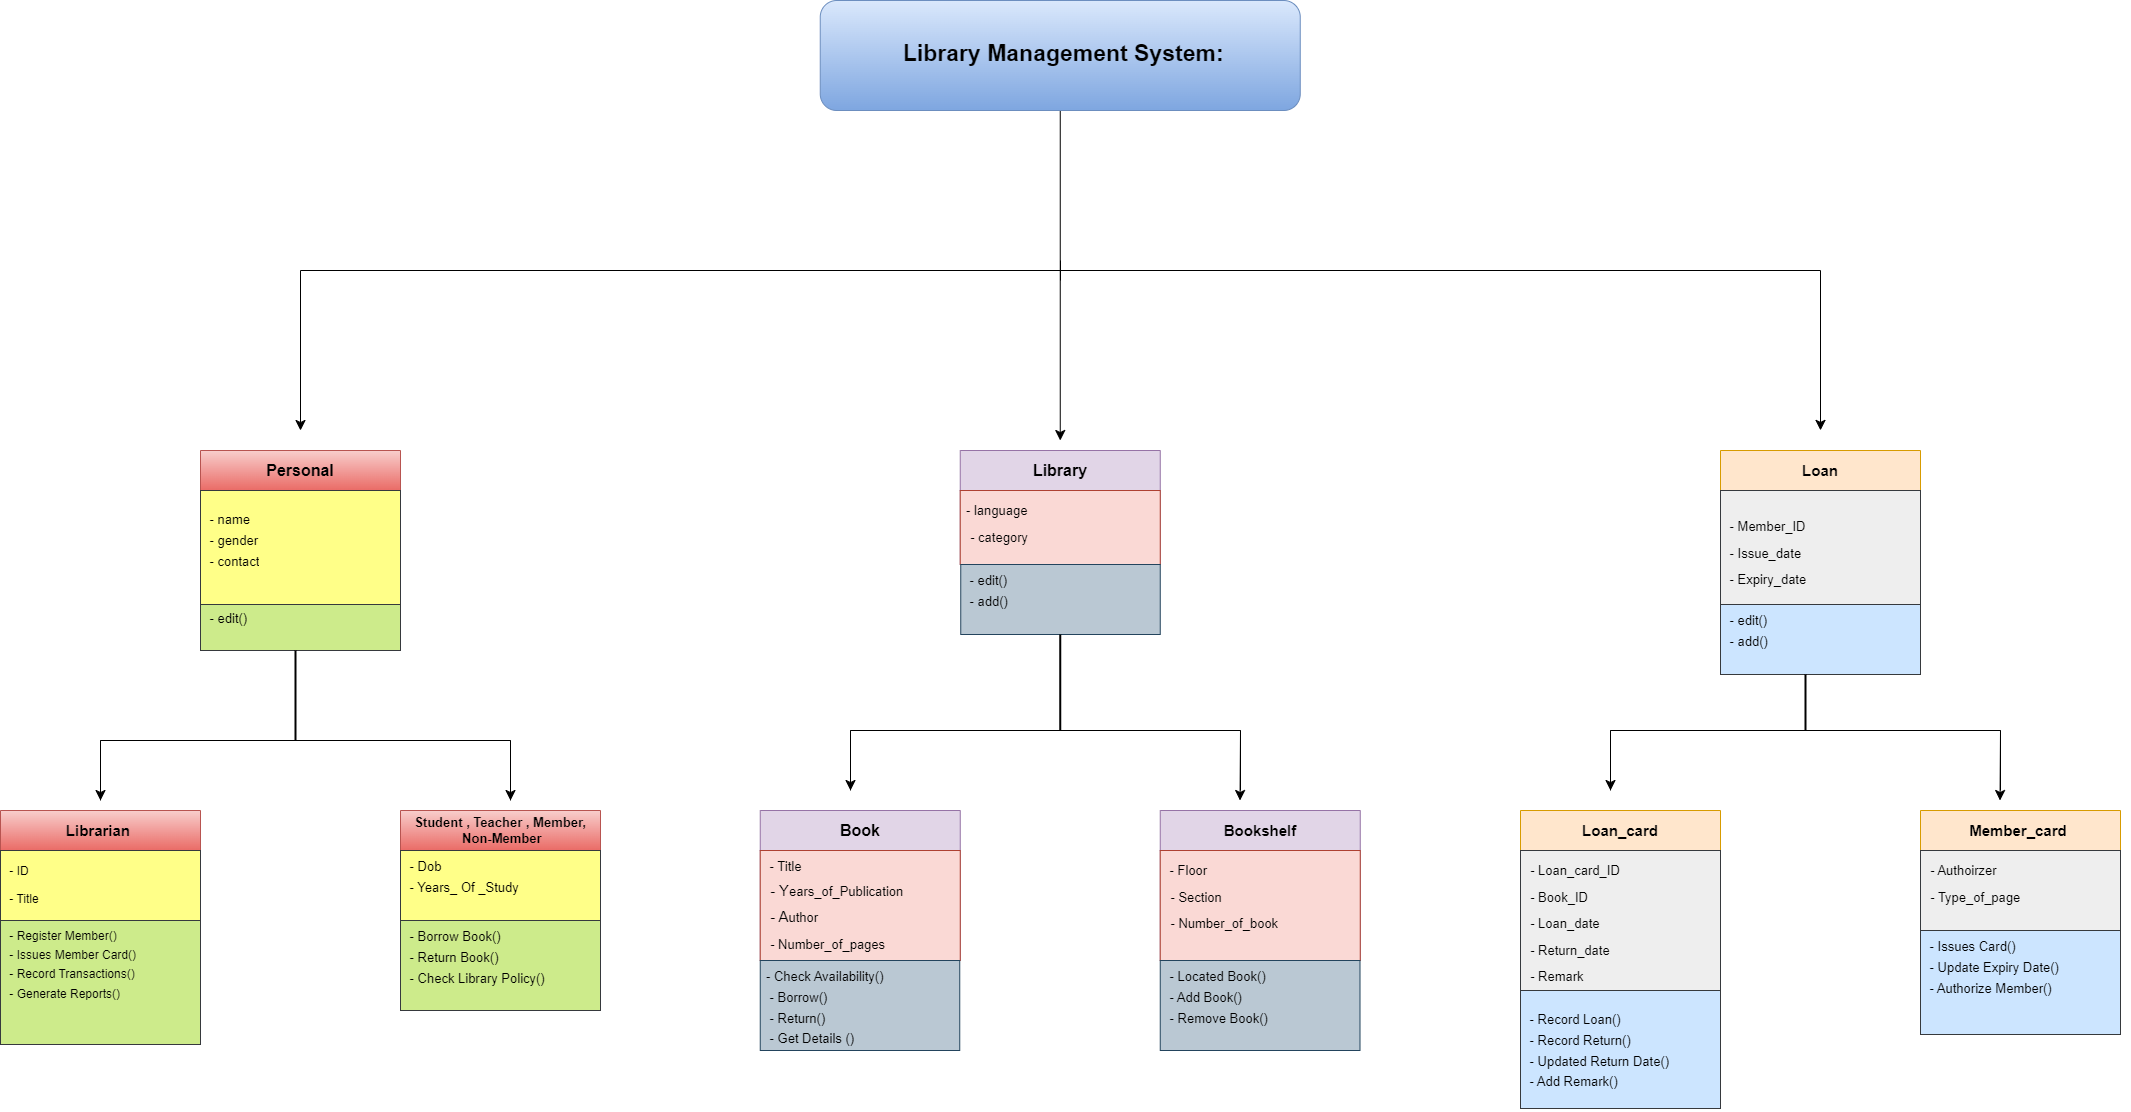 Library Management System:
Personal
- name
- gender
- contact
- edit()
Library
- language
- category
- edit()
- add()
Loan
- Member_ID
- Issue_date
- Expiry_date
- edit()
- add()
Librarian
- ID
- Title
- Register Member()
- Issues Member Card()
- Record Transactions()
- Generate Reports()
Student , Teacher , Member,
Non-Member
- Dob
- Years_ Of _Study
- Borrow Book()
- Return Book()
- Check Library Policy()
Book
- Title
- Years_of_Publication
- Author
- Number_of_pages
- Check Availability()
- Borrow()
- Return()
- Get Details ()
Bookshelf
- Floor
- Section
- Number_of_book
- Located Book()
- Add Book()
- Remove Book()
Loan_card
- Loan_card_ID
- Book_ID
- Loan_date
- Return_date
- Remark
- Record Loan()
- Record Return()
- Updated Return Date()
- Add Remark()
Member_card
- Authoirzer
- Type_of_page
- Issues Card()
- Update Expiry Date()
- Authorize Member()